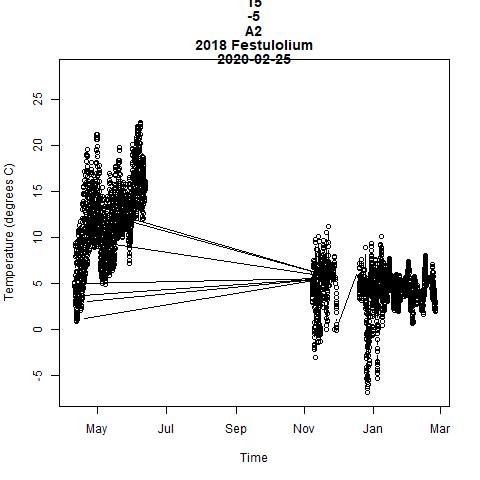 15
-5
A2
2018 Festulolium
2020-02-25
Temperature (degrees C)
25
20
15
10
5
0
-5
May
Jul
Sep
Nov
Jan
Mar
Time